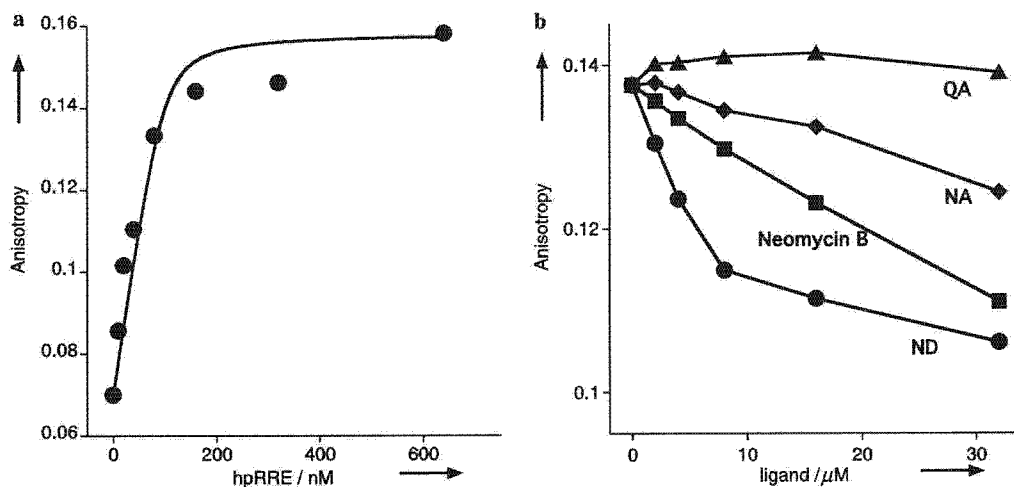 a
0.16
0.14
0.12
0.1
0.08
0.06
Anisotropy
0
200
400
600
hpRRE / nM
b
0.14
0.12
0.1
Anisotropy
QA
NA
Neomycin B
ND
0
10
20
30
ligand /μM